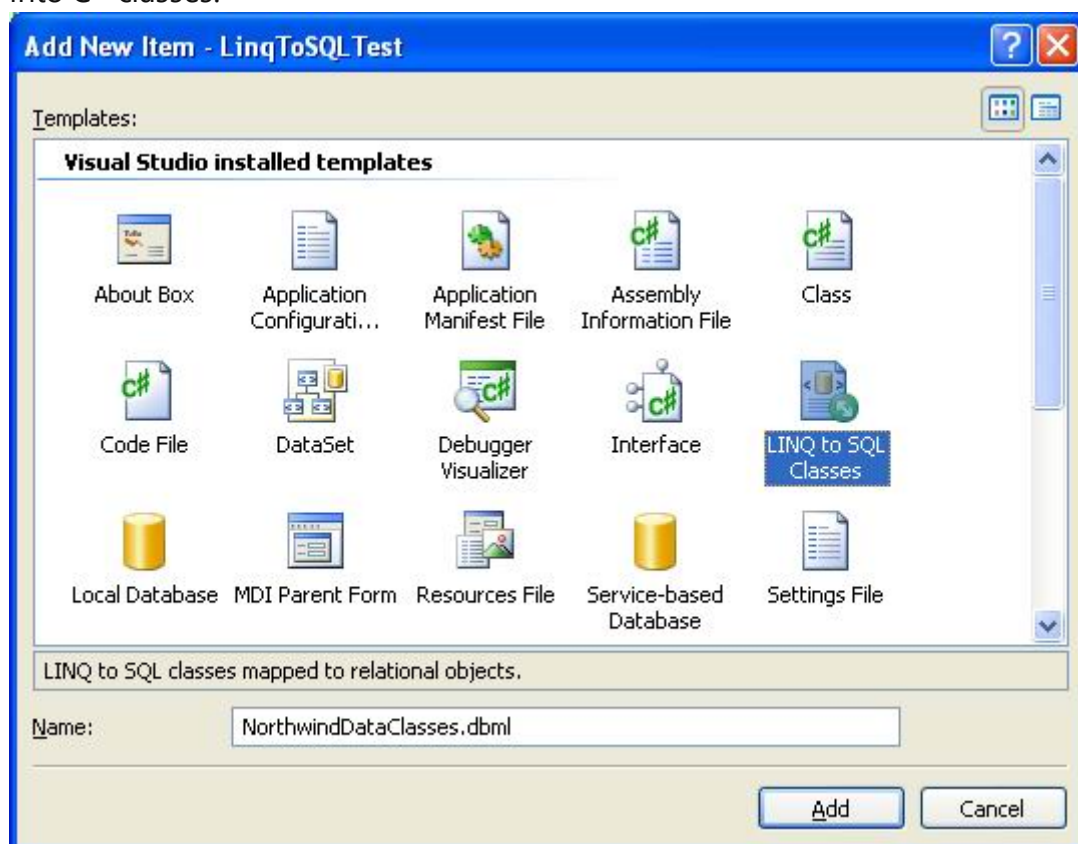 Add New Item - LinqToSQLTest
Templates:
Visual Studio installed templates
About Box
Application
Configurati...
Application
Manifest File
Assembly
Information File
Class
Code File
DataSet
Debugger
Visualizer
Interface
LINQ to SQL
Classes
Local Database
MDI Parent Form
Resources File
Service-based
Database
Settings File
LINQ to SQL classes mapped to relational objects.
Name:
NorthwindDataClasses.dbml
Add
Cancel